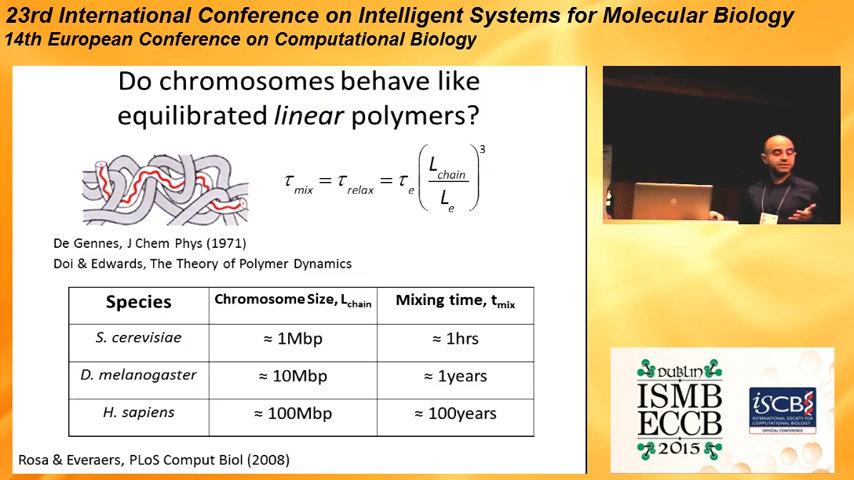 23rd International Conference on Intelligent Systems for Molecular Biology
14th European Conference on Computational Biology
Do chromosomes behave like
equilibrated linear polymers?
τmix = τrelax = τe (Lchain / Le)^3
De Gennes, J Chem Phys (1971)
Doi & Edwards, The Theory of Polymer Dynamics
Species Chromosome Size, Lchain Mixing time, tmix
S. cerevisiae ≈ 1Mbp ≈ 1hrs
D. melanogaster ≈ 10Mbp ≈ 1years
H. sapiens ≈ 100Mbp ≈ 100years
Rosa & Everaers, PLoS Comput Biol (2008)
DUBLIN
ISMB
ECCB
2015
ISCB
INTERNATIONAL SOCIETY FOR
COMPUTATIONAL BIOLOGY
OFFICIAL CONFERENCE